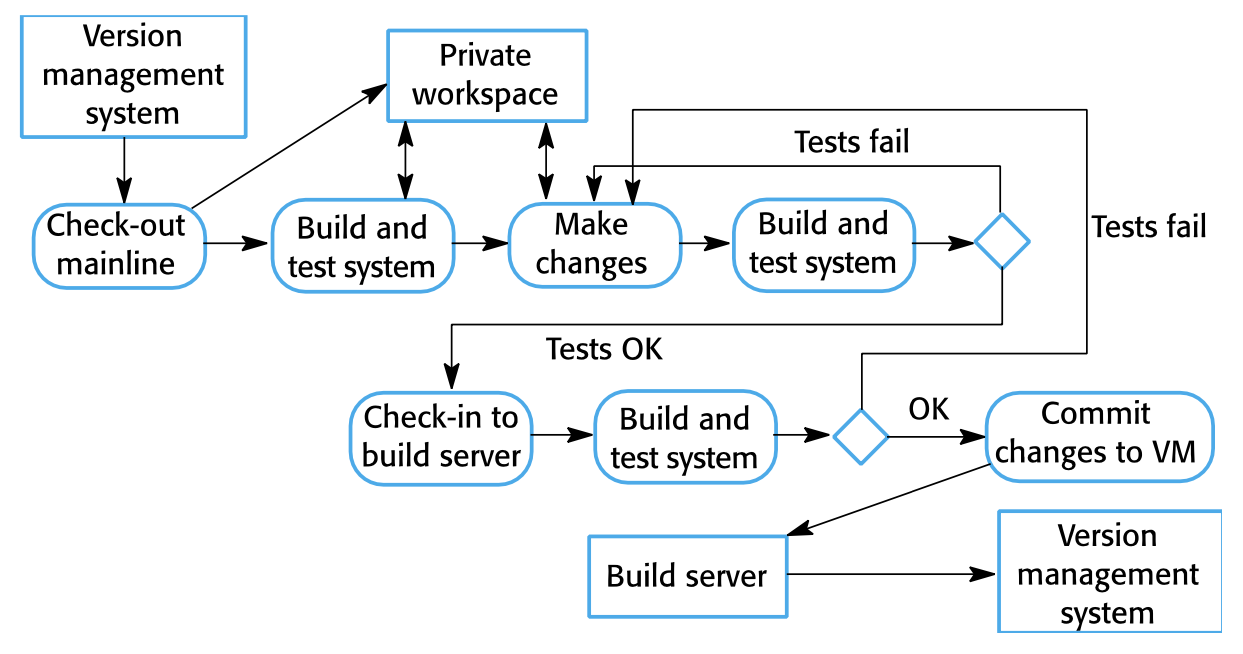 Version
management
system
Private
workspace
Tests fail
Check-out
mainline
Build and
test system
Make
changes
Build and
test system
Tests fail
Tests OK
Check-in to
build server
Build and
test system
OK
Commit
changes to VM
Build server
Version
management
system